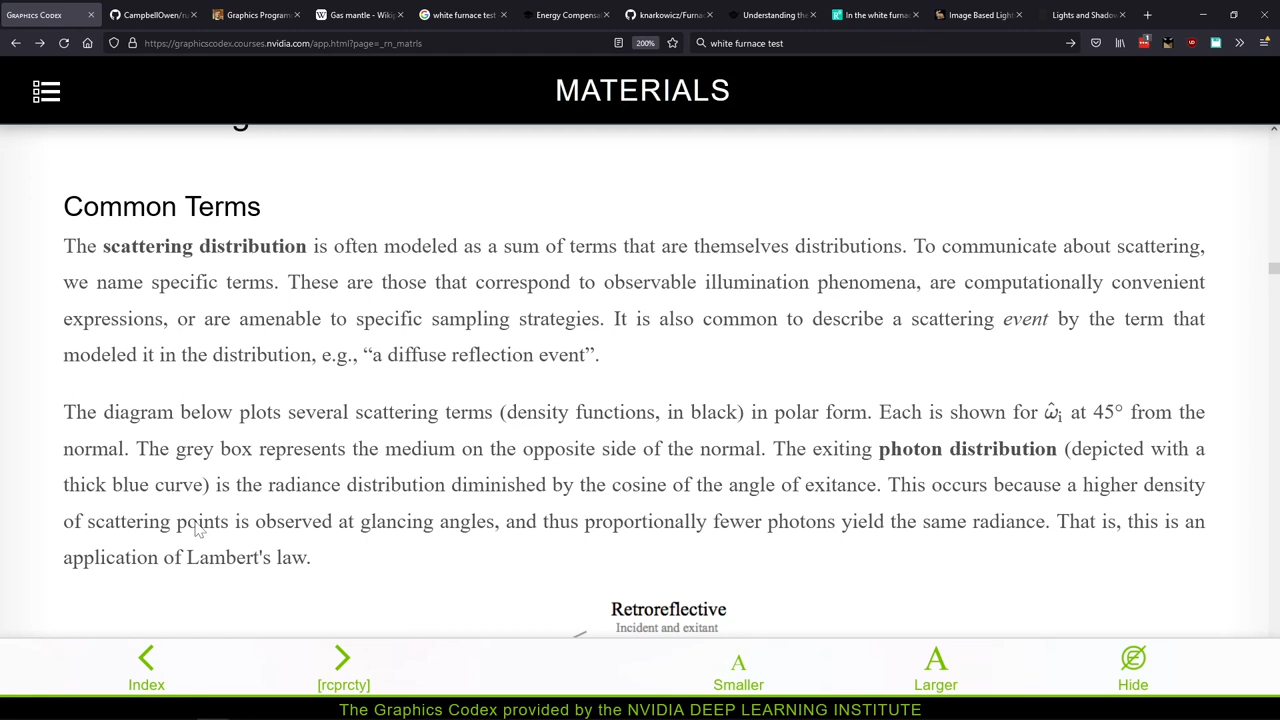 Graphics Codex
CampbellOwen/ru
Graphics Program
Gas mantle - Wikip
white furnace test
Energy Compensat
knarkowicz/Furna
Understanding the
In the white furnac
Image Based Light
Lights and Shadow
https://graphicscodex.courses.nvidia.com/app.html?page=_rn_matrls
200%
white furnace test
MATERIALS
Common Terms
The scattering distribution is often modeled as a sum of terms that are themselves distributions. To communicate about scattering,
we name specific terms. These are those that correspond to observable illumination phenomena, are computationally convenient
expressions, or are amenable to specific sampling strategies. It is also common to describe a scattering event by the term that
modeled it in the distribution, e.g., “a diffuse reflection event”.
The diagram below plots several scattering terms (density functions, in black) in polar form. Each is shown for ω̂i at 45° from the
normal. The grey box represents the medium on the opposite side of the normal. The exiting photon distribution (depicted with a
thick blue curve) is the radiance distribution diminished by the cosine of the angle of exitance. This occurs because a higher density
of scattering points is observed at glancing angles, and thus proportionally fewer photons yield the same radiance. That is, this is an
application of Lambert's law.
Retroreflective
Incident and exitant
Index
[rcprcty]
A
Smaller
A
Larger
Hide
The Graphics Codex provided by the NVIDIA DEEP LEARNING INSTITUTE